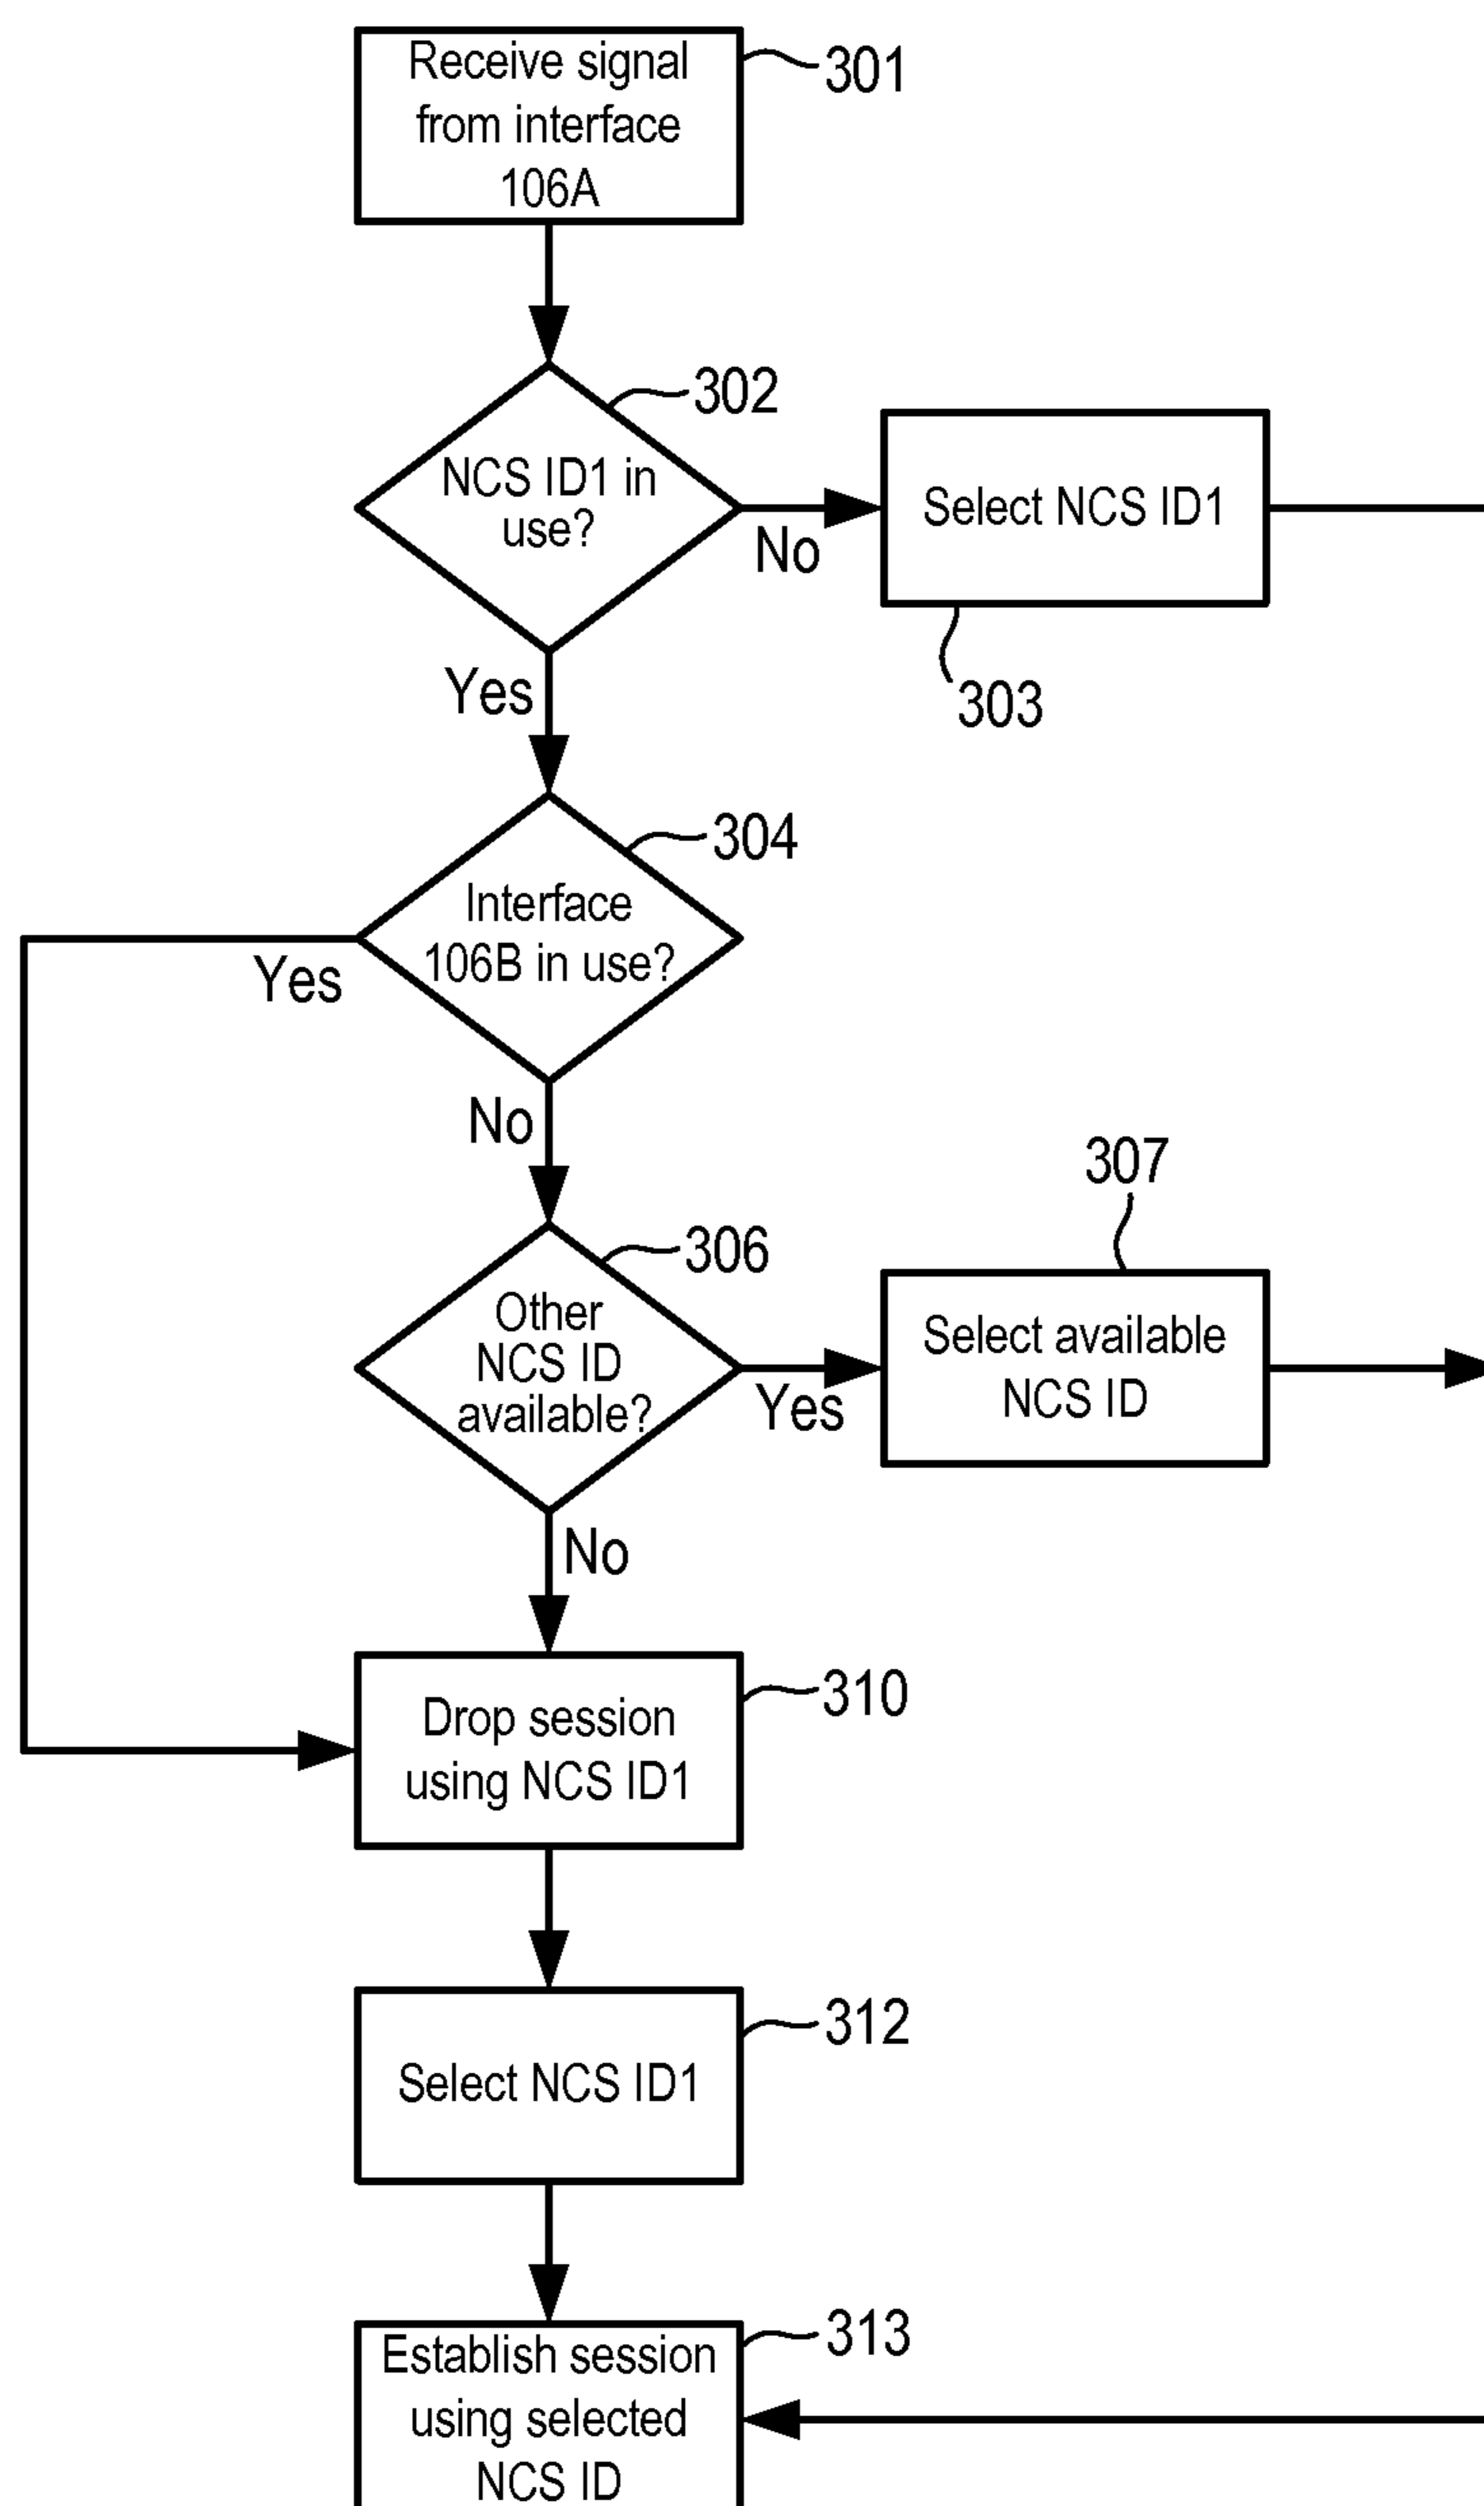 Receive signal
from interface
106A
301
302
NCS ID1 in
use?
No
Select NCS ID1
303
Yes
304
Interface
106B in use?
Yes
No
307
306
Other
NCS ID
available?
Yes
Select available
NCS ID
No
310
Drop session
using NCS ID1
312
Select NCS ID1
313
Establish session
using selected
NCS ID